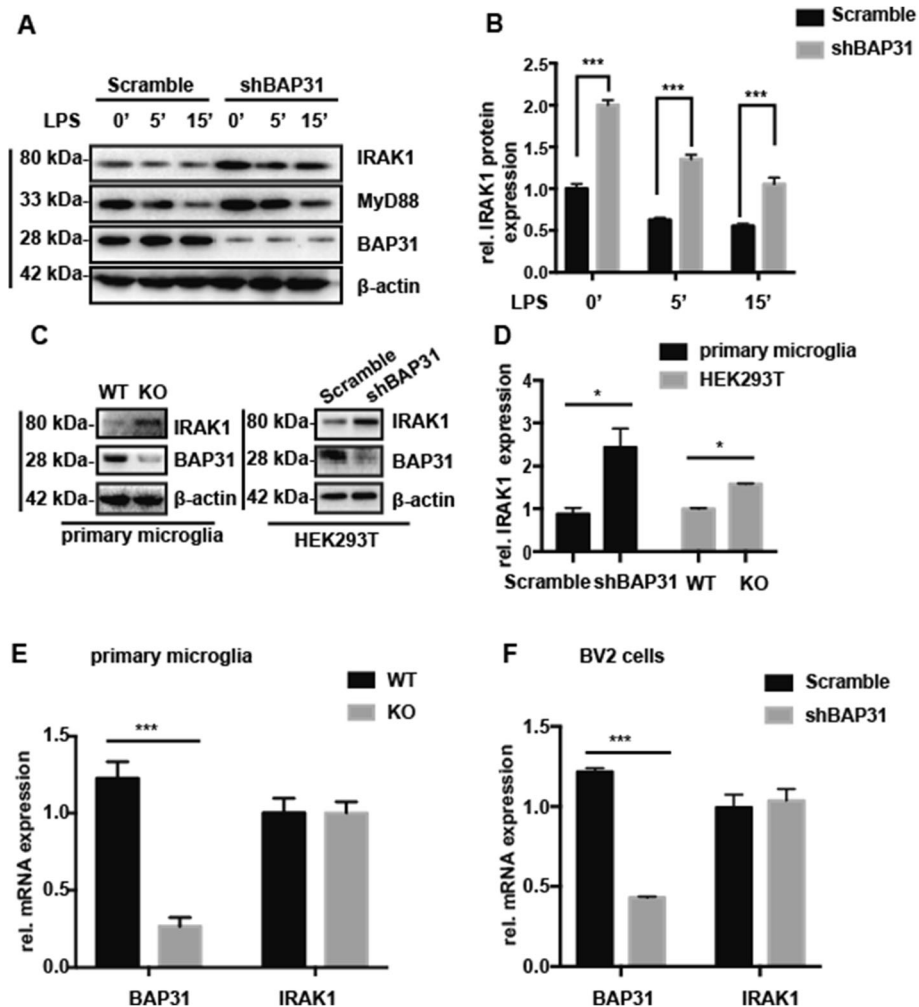 A
Scramble shBAP31
LPS 0' 5' 15' 0' 5' 15'
80 kDa- IRAK1
33 kDa- MyD88
28 kDa- BAP31
42 kDa- β-actin
B
Scramble
shBAP31
rel. IRAK1 protein
expression
2.5
2.0
1.5
1.0
0.5
0.0
*** *** ***
LPS 0' 5' 15'
C
WT KO
80 kDa- IRAK1
28 kDa- BAP31
42 kDa- β-actin
primary microglia
Scramble shBAP31
80 kDa- IRAK1
28 kDa- BAP31
42 kDa- β-actin
HEK293T
D
primary microglia
HEK293T
rel. IRAK1 expression
4
3
2
1
0
* *
Scramble shBAP31 WT KO
E primary microglia
WT
KO
rel. mRNA expression
1.5
1.0
0.5
0.0
***
BAP31 IRAK1
F BV2 cells
Scramble
shBAP31
rel. mRNA expression
1.5
1.0
0.5
0.0
***
BAP31 IRAK1